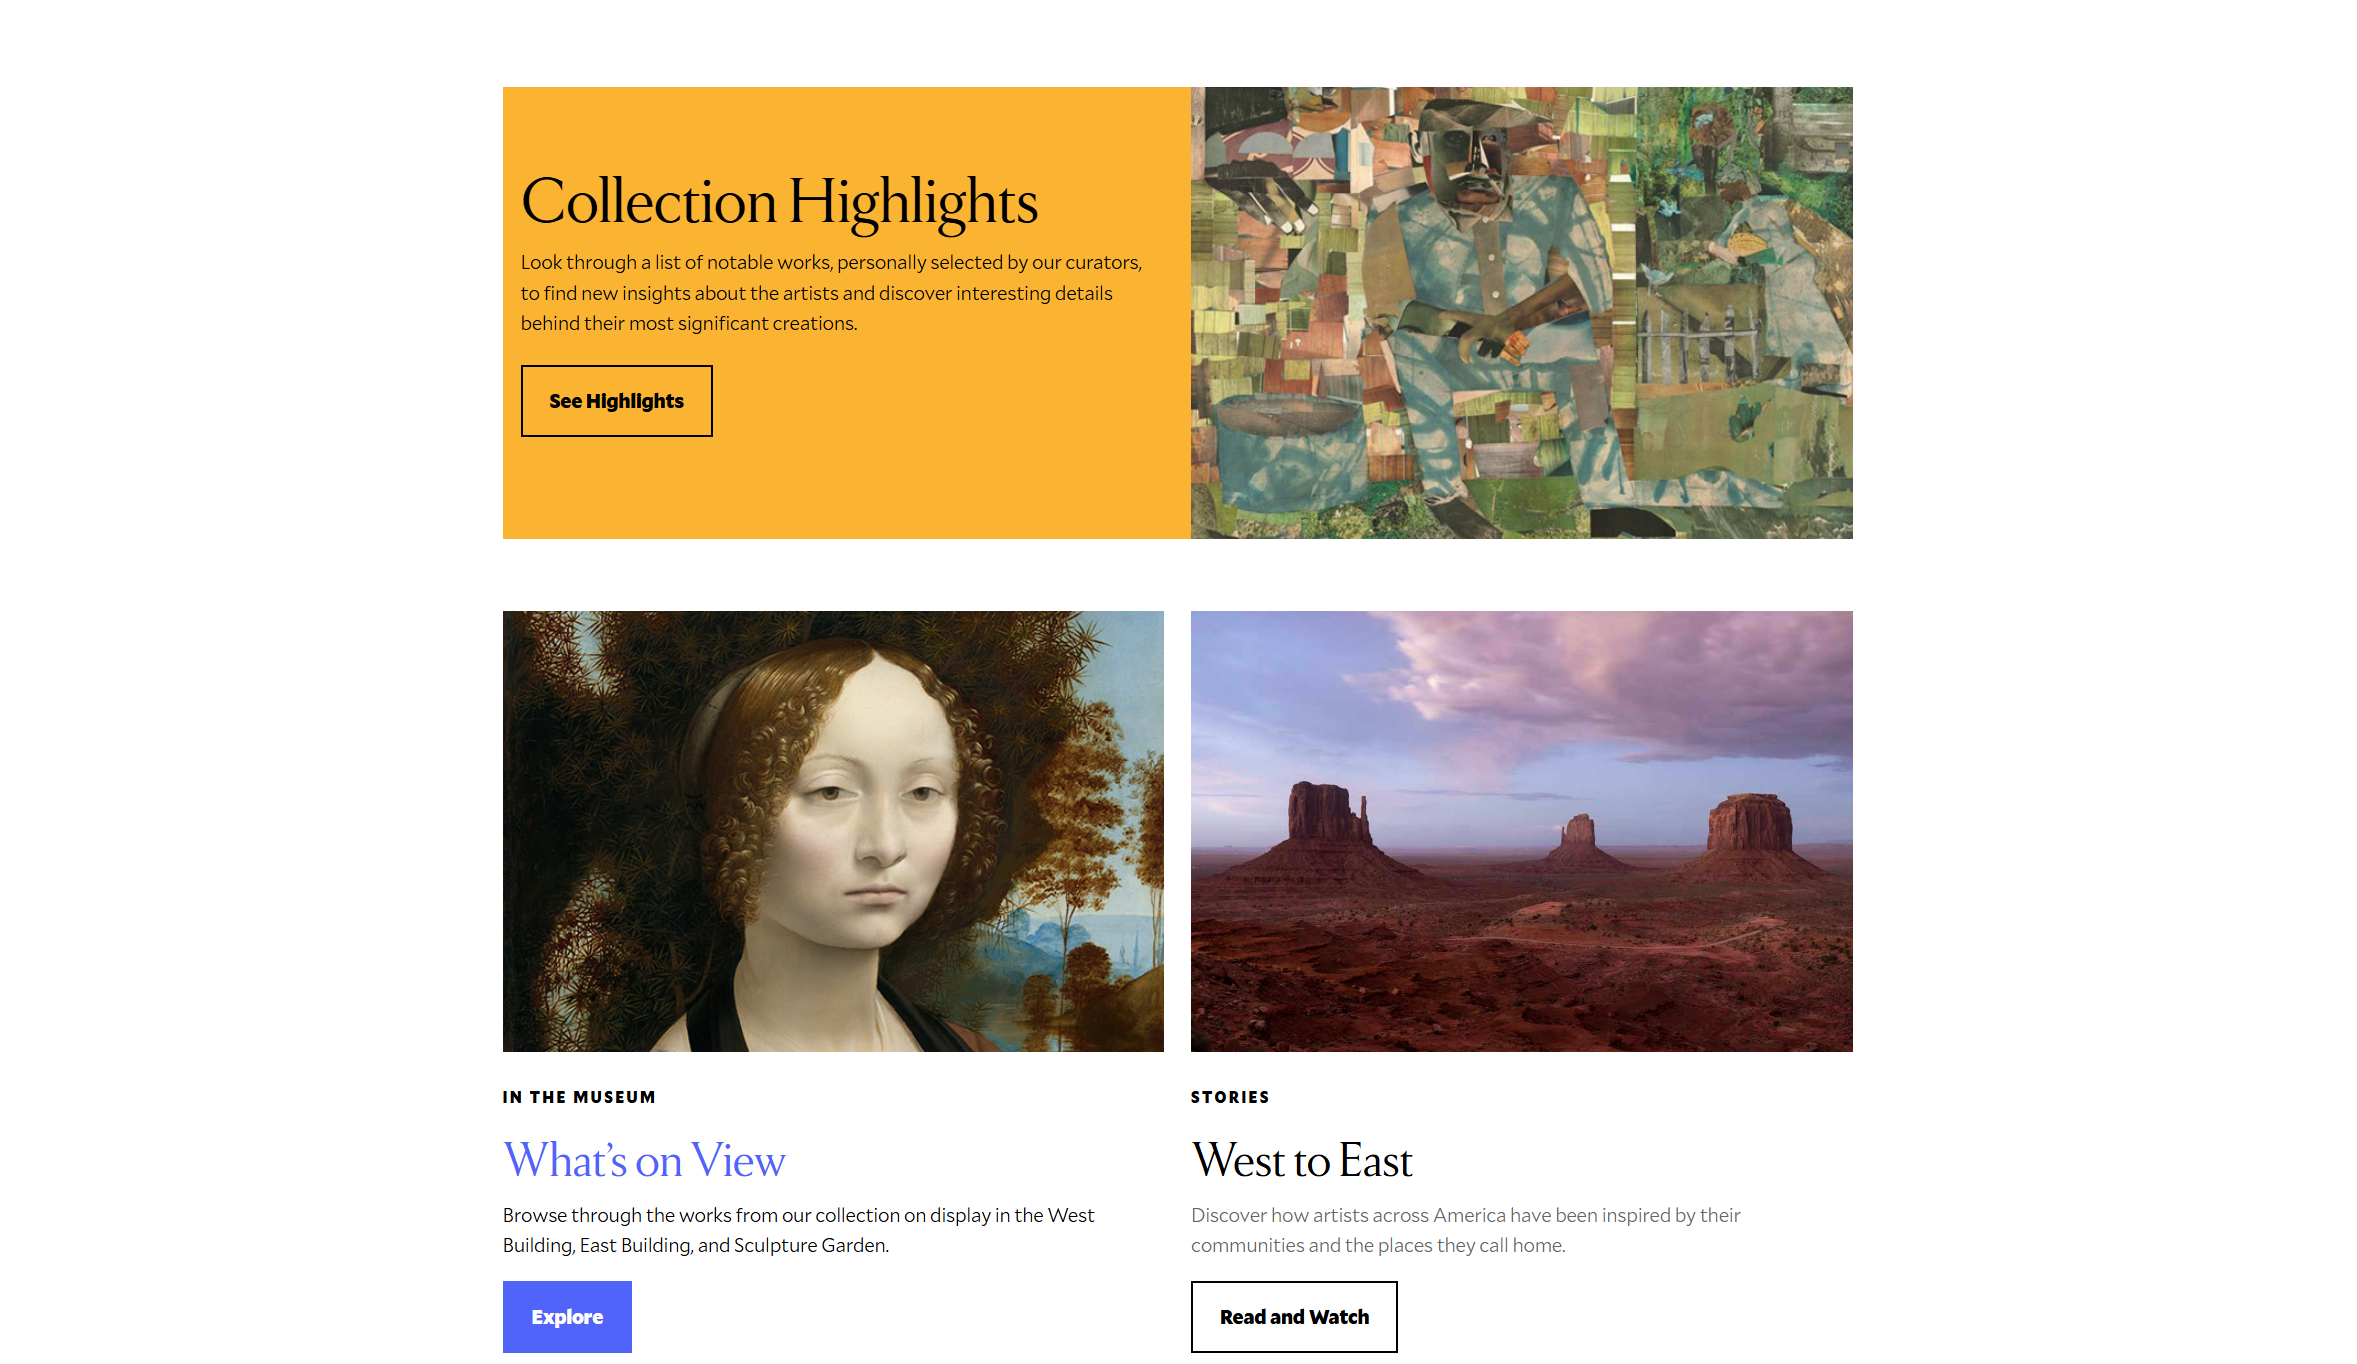 Collection Highlights
Look through a list of notable works, personally selected by our curators,
to find new insights about the artists and discover interesting details
behind their most significant creations.
See Highlights
IN THE MUSEUM
What’s on View
Browse through the works from our collection on display in the West
Building, East Building, and Sculpture Garden.
Explore
STORIES
West to East
Discover how artists across America have been inspired by their
communities and the places they call home.
Read and Watch